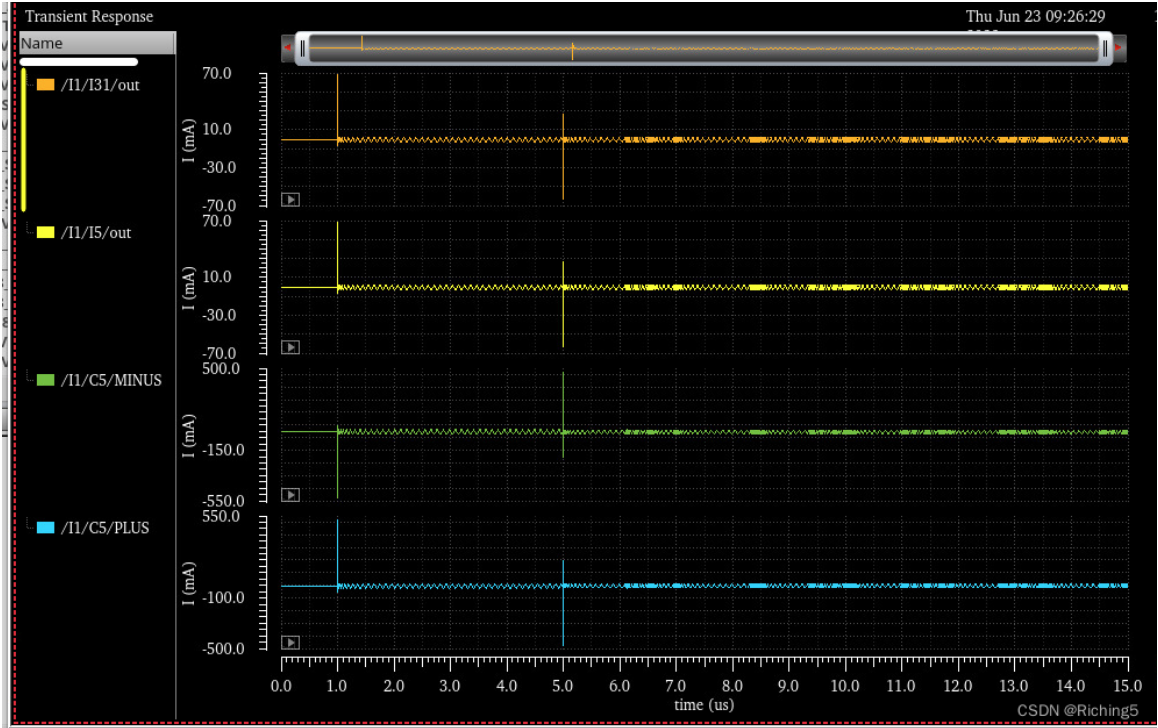 Transient Response
Thu Jun 23 09:26:29
Name
/I1/I31/out
70.0
10.0
-30.0
-70.0
I (mA)
/I1/I5/out
70.0
10.0
-30.0
-70.0
I (mA)
/I1/C5/MINUS
500.0
-150.0
-550.0
I (mA)
/I1/C5/PLUS
550.0
-100.0
-500.0
I (mA)
0.0 1.0 2.0 3.0 4.0 5.0 6.0 7.0 8.0 9.0 10.0 11.0 12.0 13.0 14.0 15.0
time (us)
CSDN @Riching5